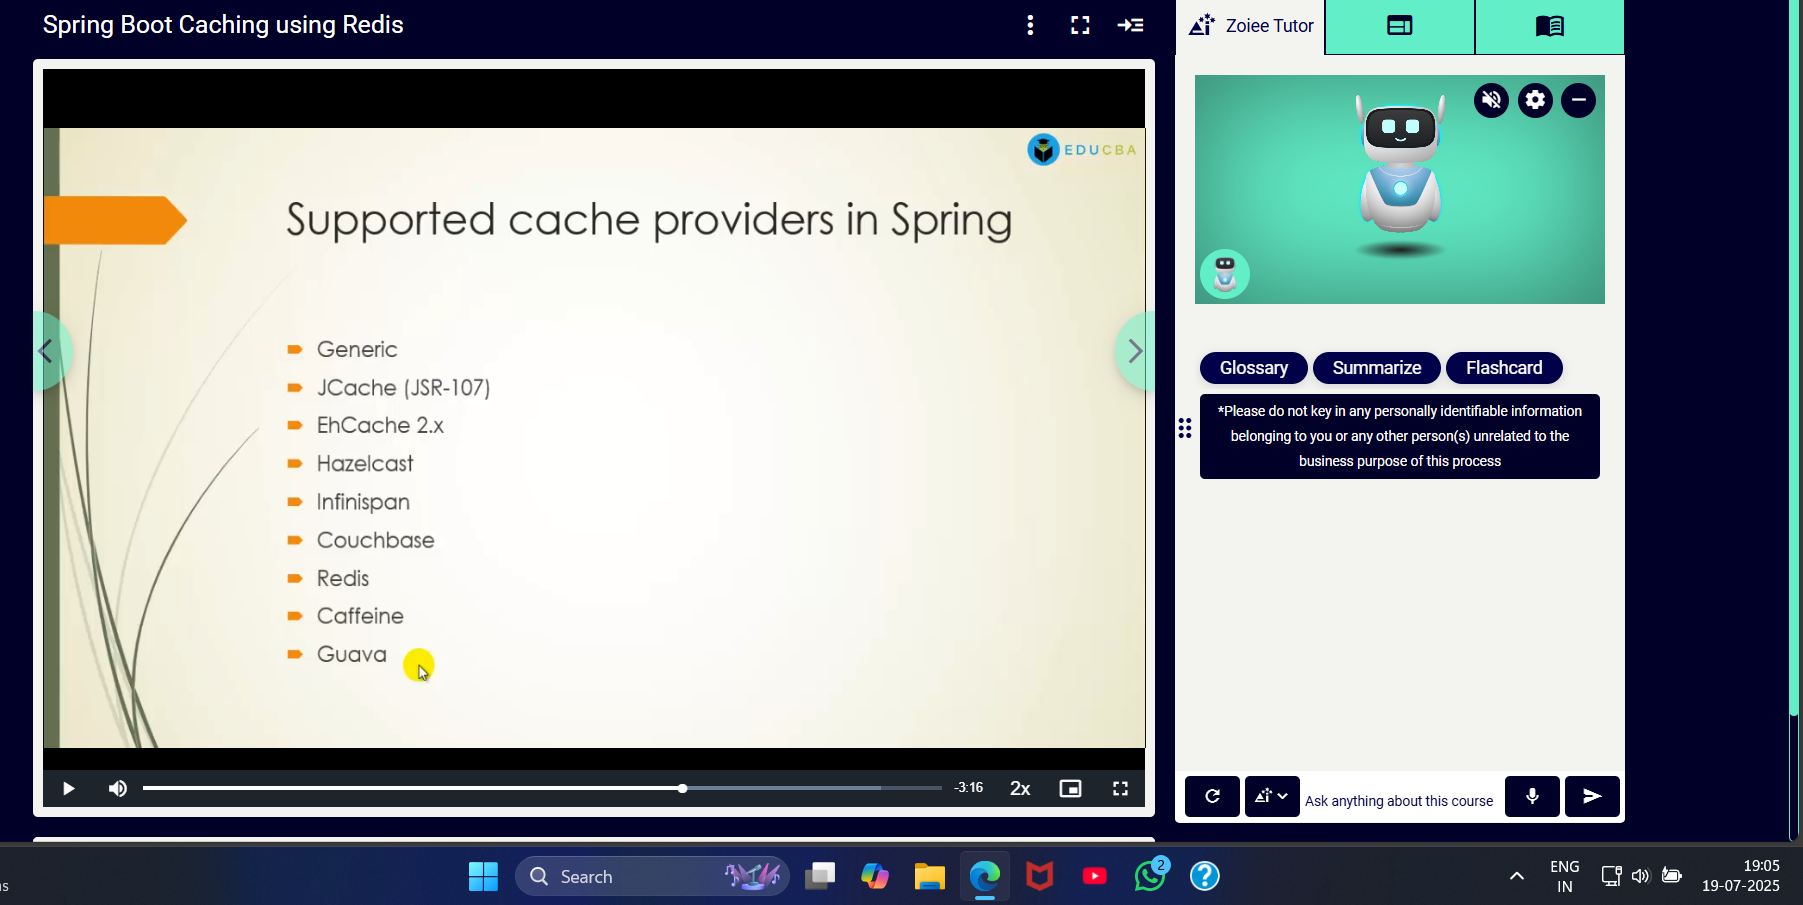 Spring Boot Caching using Redis
Zoiee Tutor
EDUCBA
Supported cache providers in Spring
Generic
JCache (JSR-107)
EhCache 2.x
Hazelcast
Infinispan
Couchbase
Redis
Caffeine
Guava
-3:16
2x
Glossary
Summarize
Flashcard
*Please do not key in any personally identifiable information
belonging to you or any other person(s) unrelated to the
business purpose of this process
Ask anything about this course
Search
2
ENG
IN
19:05
19-07-2025